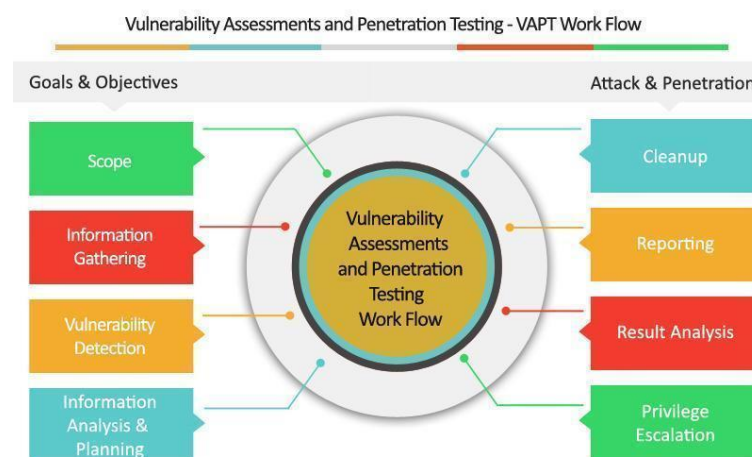 Vulnerability Assessments and Penetration Testing - VAPT Work Flow
Goals & Objectives
Attack & Penetration
Scope
Information
Gathering
Vulnerability
Detection
Information
Analysis &
Planning
Vulnerability
Assessments
and Penetration
Testing
Work Flow
Cleanup
Reporting
Result Analysis
Privilege
Escalation